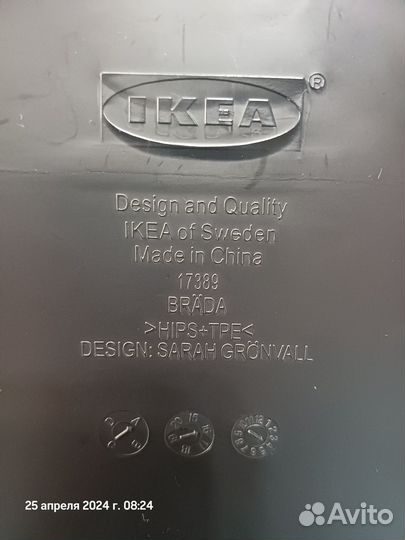 IKEA®
Design and Quality
IKEA of Sweden
Made in China
17389
BRÄDA
>HIPS+TPE<
DESIGN: SARAH GRÖNVALL
25 апреля 2024 г. 08:24
Avito